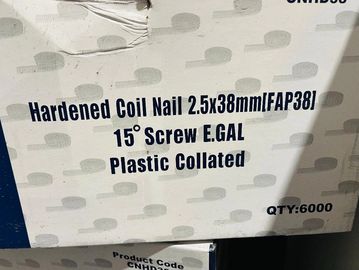 Hardened Coil Nail 2.5x38mm[FAP38]
15° Screw E.GAL
Plastic Collated
QTY:6000
Product Code